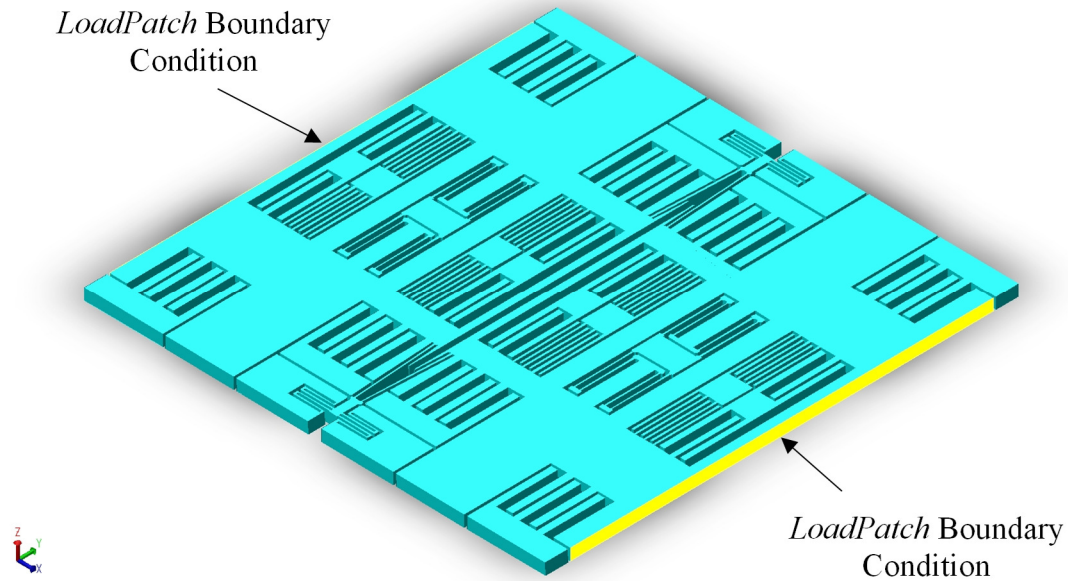 LoadPatch Boundary
Condition
LoadPatch Boundary
Condition
Z
Y
X